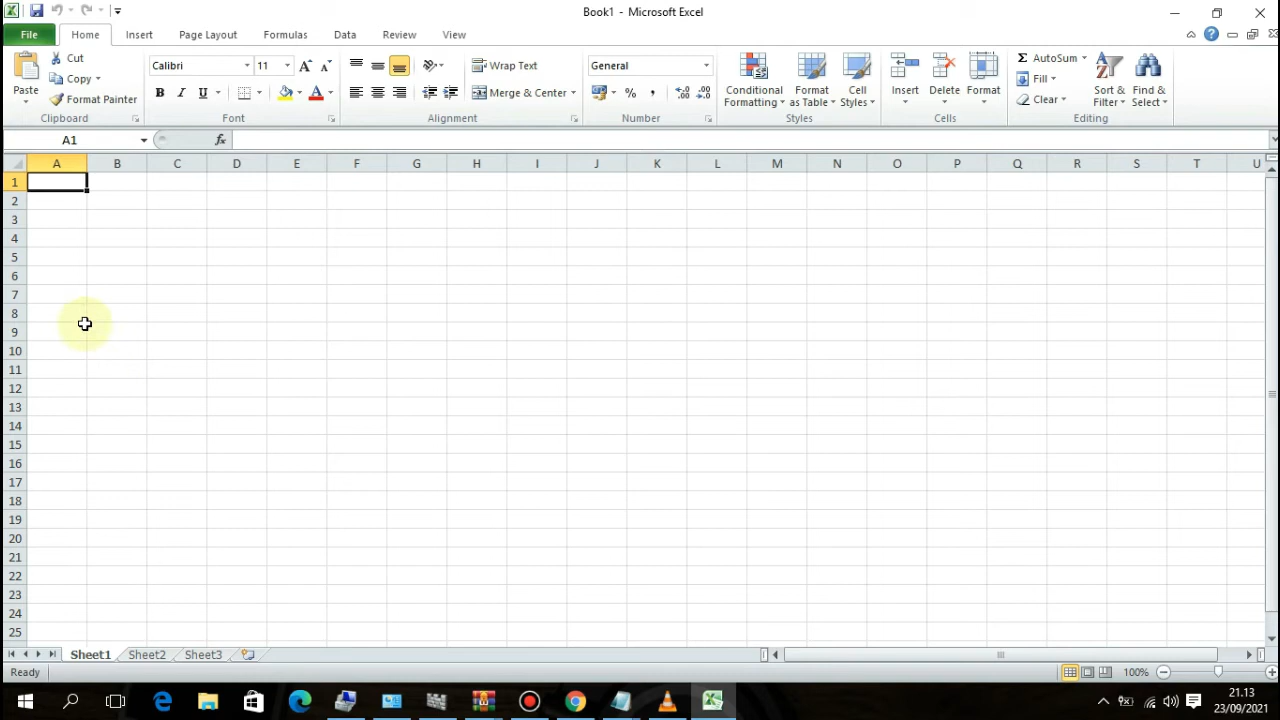 Book1 - Microsoft Excel
File Home Insert Page Layout Formulas Data Review View
Paste
Cut
Copy
Format Painter
Clipboard
Calibri 11
B I U
A
Font
Wrap Text
Merge & Center
Alignment
General
%
Number
Conditional Formatting
Format as Table
Cell Styles
Styles
Insert
Delete
Format
Cells
Σ AutoSum
Fill
Clear
Sort & Filter
Find & Select
Editing
A1 fx
A B C D E F G H I J K L M N O P Q R S T U
1
2
3
4
5
6
7
8
9
10
11
12
13
14
15
16
17
18
19
20
21
22
23
24
25
Sheet1 Sheet2 Sheet3
Ready 100%
21.13
23/09/2021